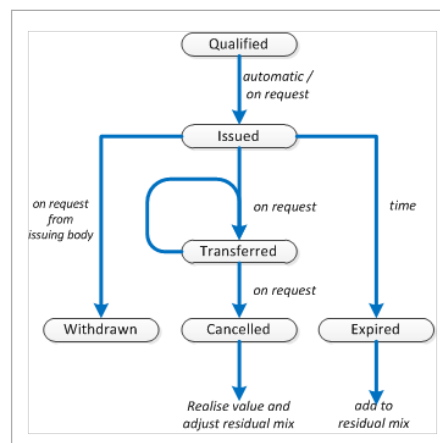 Qualified
automatic /
on request
Issued
on request
from
issuing body
on request
time
Transferred
on request
Withdrawn
Cancelled
Expired
Realise value and
adjust residual mix
add to
residual mix